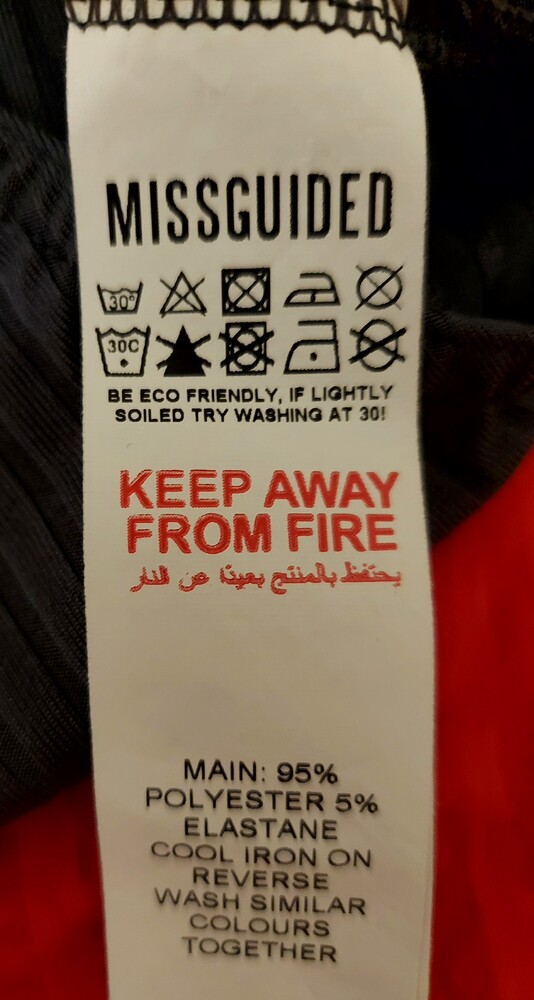 MISSGUIDED
30°
30C
BE ECO FRIENDLY, IF LIGHTLY
SOILED TRY WASHING AT 30!
KEEP AWAY
FROM FIRE
يحتفظ بالمنتج بعيدًا عن النار
MAIN: 95%
POLYESTER 5%
ELASTANE
COOL IRON ON
REVERSE
WASH SIMILAR
COLOURS
TOGETHER